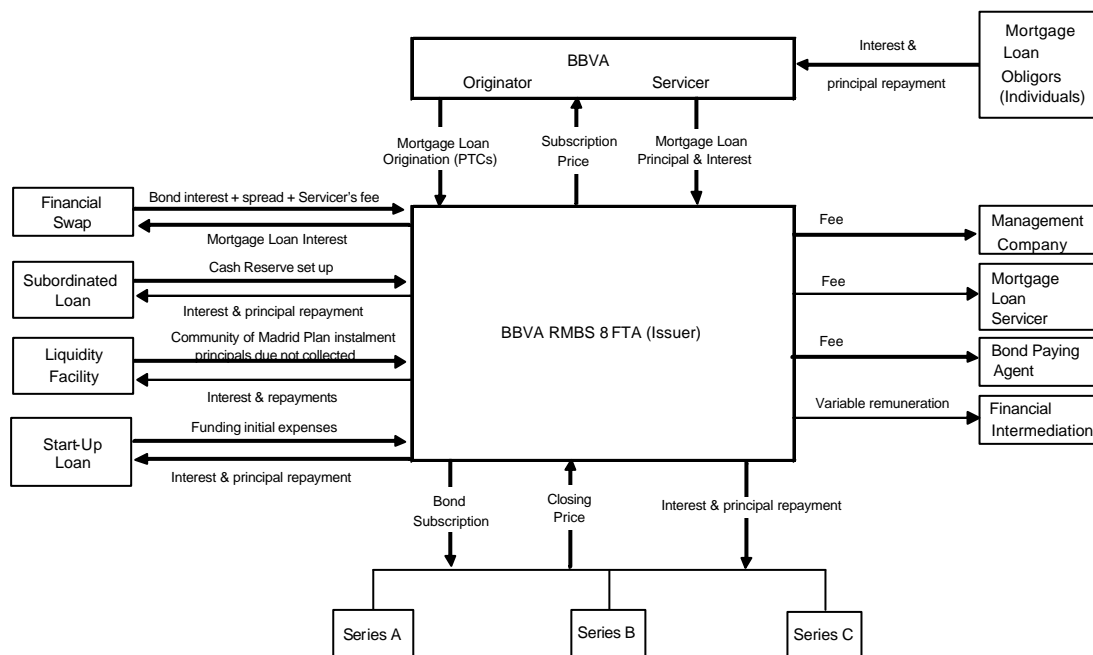 BBVA
Originator Servicer
Interest &
principal repayment
Mortgage
Loan
Obligors
(Individuals)
Mortgage Loan
Origination (PTCs)
Subscription
Price
Mortgage Loan
Principal & Interest
Financial
Swap
Bond interest + spread + Servicer's fee
Mortgage Loan Interest
Subordinated
Loan
Cash Reserve set up
Interest & principal repayment
Liquidity
Facility
Community of Madrid Plan instalment
principals due not collected
Interest & repayments
Start-Up
Loan
Funding initial expenses
Interest & principal repayment
BBVA RMBS 8 FTA (Issuer)
Fee
Management
Company
Fee
Mortgage
Loan
Servicer
Fee
Bond Paying
Agent
Variable remuneration
Financial
Intermediation
Bond
Subscription
Closing
Price
Interest & principal repayment
Series A
Series B
Series C